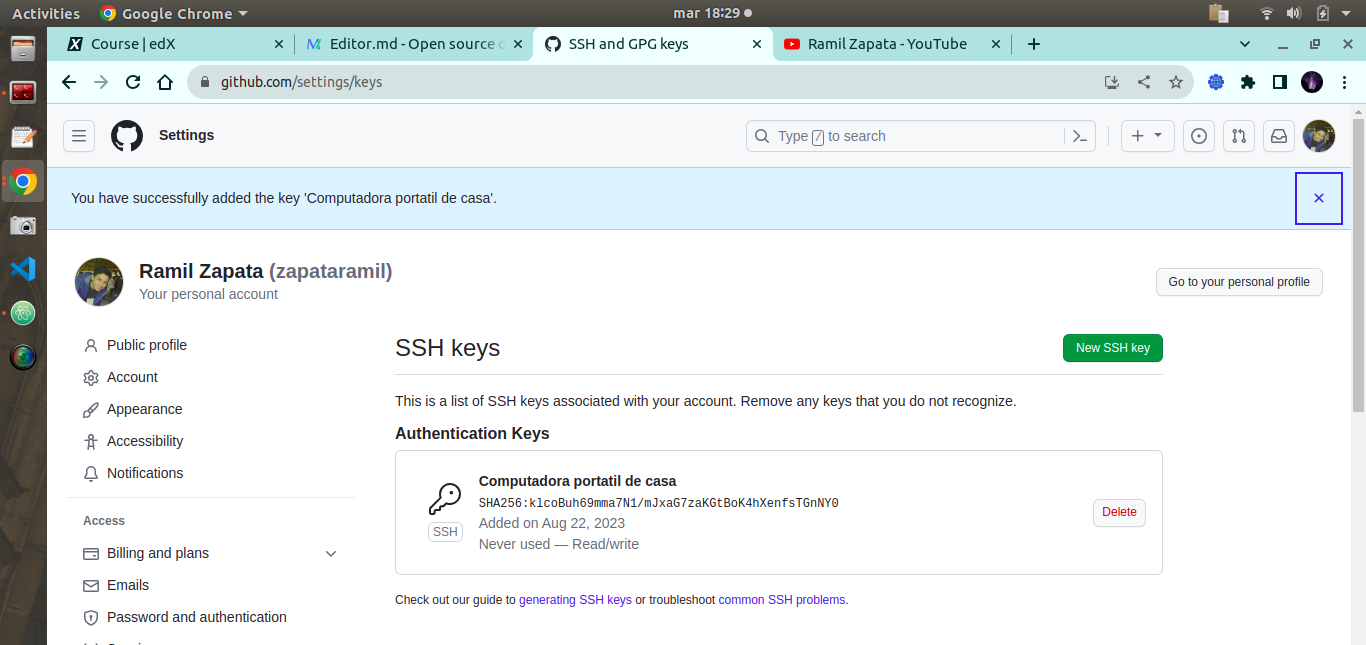 Activities Google Chrome mar 18:29
Course | edX Editor.md - Open source SSH and GPG keys Ramil Zapata - YouTube
github.com/settings/keys
Settings Type / to search
You have successfully added the key 'Computadora portatil de casa'.
Ramil Zapata (zapataramil)
Your personal account
Go to your personal profile
Public profile
Account
Appearance
Accessibility
Notifications
Access
Billing and plans
Emails
Password and authentication
SSH keys
New SSH key
This is a list of SSH keys associated with your account. Remove any keys that you do not recognize.
Authentication Keys
Computadora portatil de casa
SHA256:klcoBuh69mma7N1/mJxaG7zaKGtBoK4hXenfsTGnNY0
Added on Aug 22, 2023
Never used — Read/write
SSH
Delete
Check out our guide to generating SSH keys or troubleshoot common SSH problems.